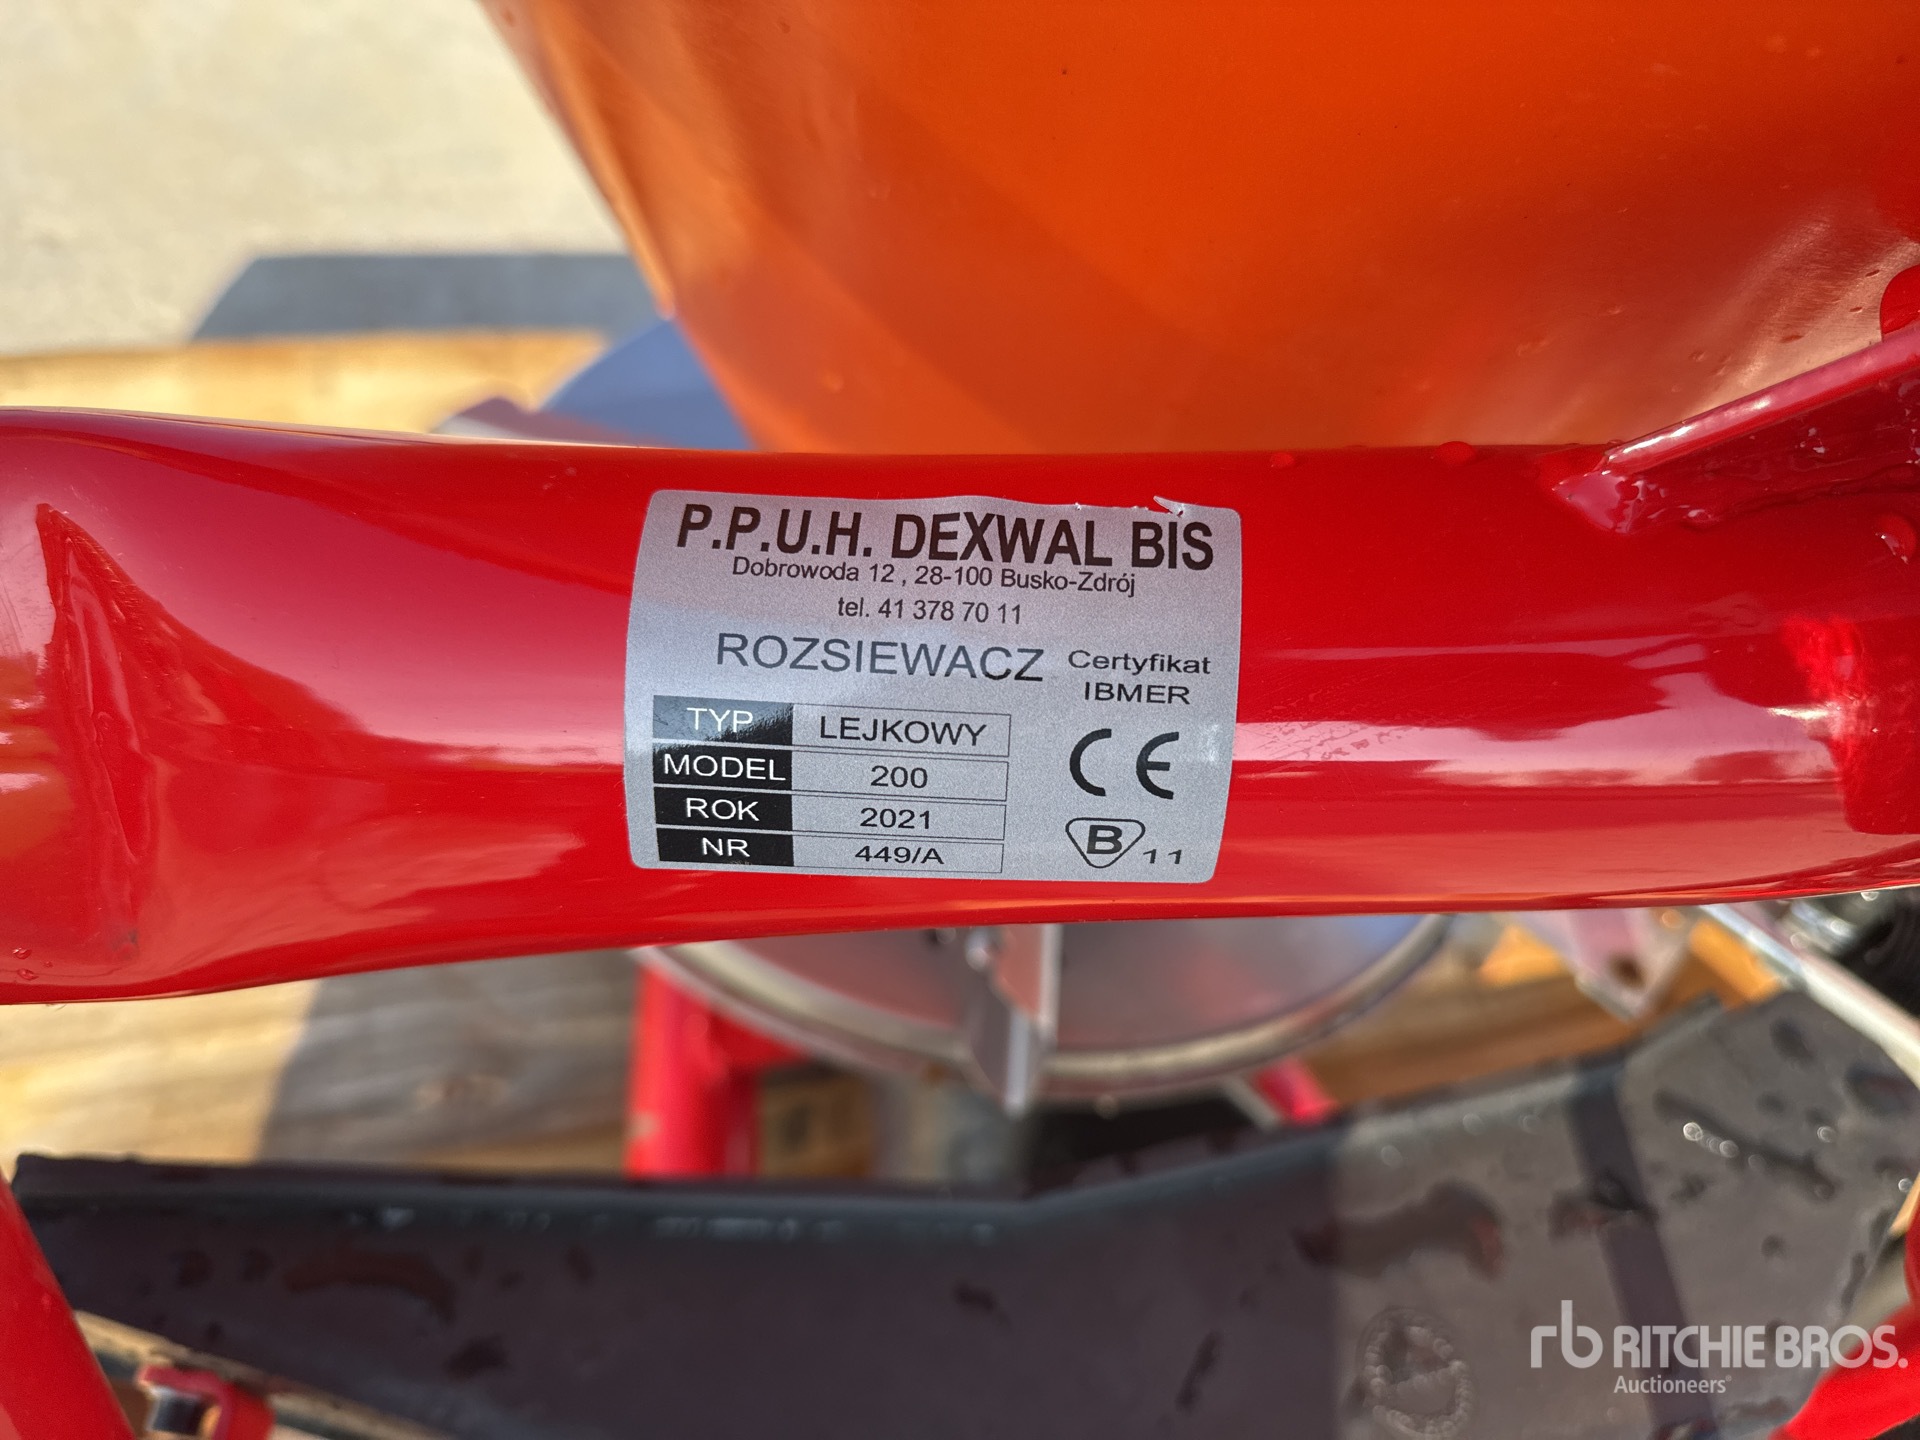 P.P.U.H. DEXWAL BIS
Dobrowoda 12 , 28-100 Busko-Zdrój
tel. 41 378 70 11
ROZSIEWACZ
Certyfikat
IBMER
TYP LEJKOWY
MODEL 200
ROK 2021
NR 449/A
CE
B 11
rb RITCHIE BROS.
Auctioneers